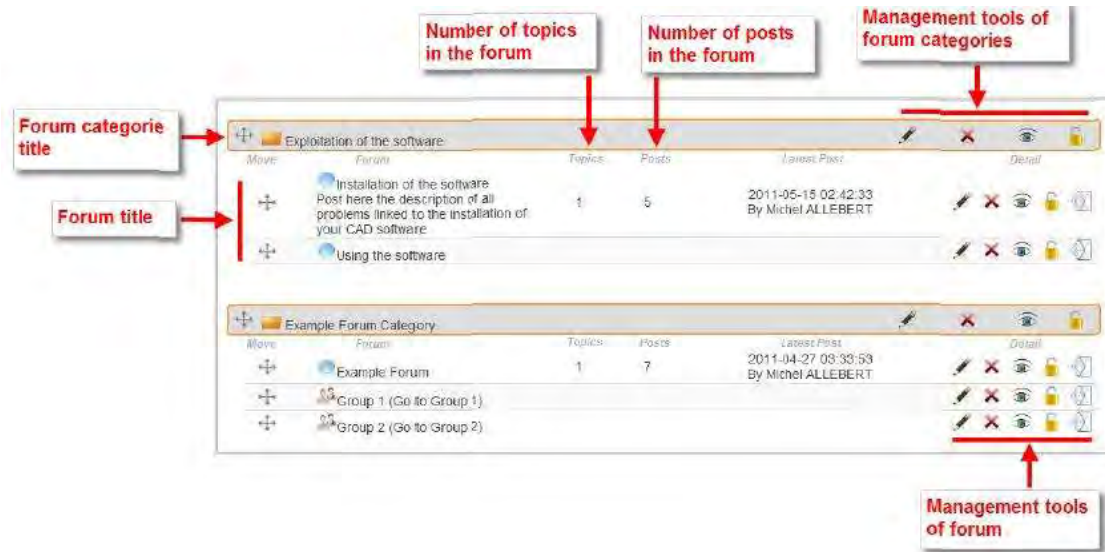 Number of topics
in the forum
Number of posts
in the forum
Management tools of
forum categories
Forum categorie
title
Exploitation of the software
Move Forum Topics Posts Latest Post Detail
Forum title
Installation of the software
Post here the description of all
problems linked to the installation of
your CAD software
1 5 2011-05-15 02:42:33
By Michel ALLEBERT
Using the software
Example Forum Category
Move Forum Topics Posts Latest Post Detail
Example Forum 1 7 2011-04-27 03:33:53
By Michel ALLEBERT
Group 1 (Go to Group 1)
Group 2 (Go to Group 2)
Management tools
of forum